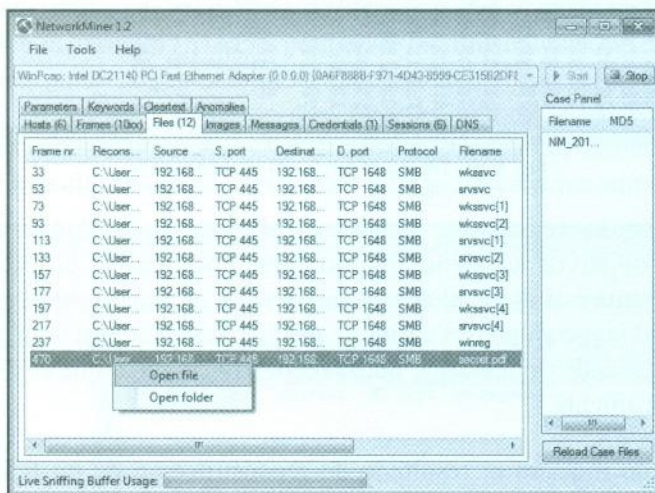 NetworkMiner 1.2
File Tools Help
WinPcap: Intel DC21140 PCI Fast Ethernet Adapter (0.0.0.0) Start Stop
Parameters Keywords Cleartext Anomalies
Hosts (6) Frames (10xx) Files (12) Images Messages Credentials (1) Sessions (6) DNS
Case Panel
Filename MD5
NM_201...
Frame nr. Recons... Source ... S. port Destinat... D. port Protocol Filename
33 C:\User... 192.168... TCP 445 192.168... TCP 1648 SMB wkssvc
53 C:\User... 192.168... TCP 445 192.168... TCP 1648 SMB srvsvc
73 C:\User... 192.168... TCP 445 192.168... TCP 1648 SMB wkssvc[1]
93 C:\User... 192.168... TCP 445 192.168... TCP 1648 SMB wkssvc[2]
113 C:\User... 192.168... TCP 445 192.168... TCP 1648 SMB srvsvc[1]
133 C:\User... 192.168... TCP 445 192.168... TCP 1648 SMB srvsvc[2]
157 C:\User... 192.168... TCP 445 192.168... TCP 1648 SMB wkssvc[3]
177 C:\User... 192.168... TCP 445 192.168... TCP 1648 SMB srvsvc[3]
197 C:\User... 192.168... TCP 445 192.168... TCP 1648 SMB wkssvc[4]
217 C:\User... 192.168... TCP 445 192.168... TCP 1648 SMB srvsvc[4]
237 C:\User... 192.168... TCP 445 192.168... TCP 1648 SMB winreg
470 C:\User... 192.168... TCP 445 192.168... TCP 1648 SMB secret.pdf
Open file
Open folder
Reload Case Files
Live Sniffing Buffer Usage: